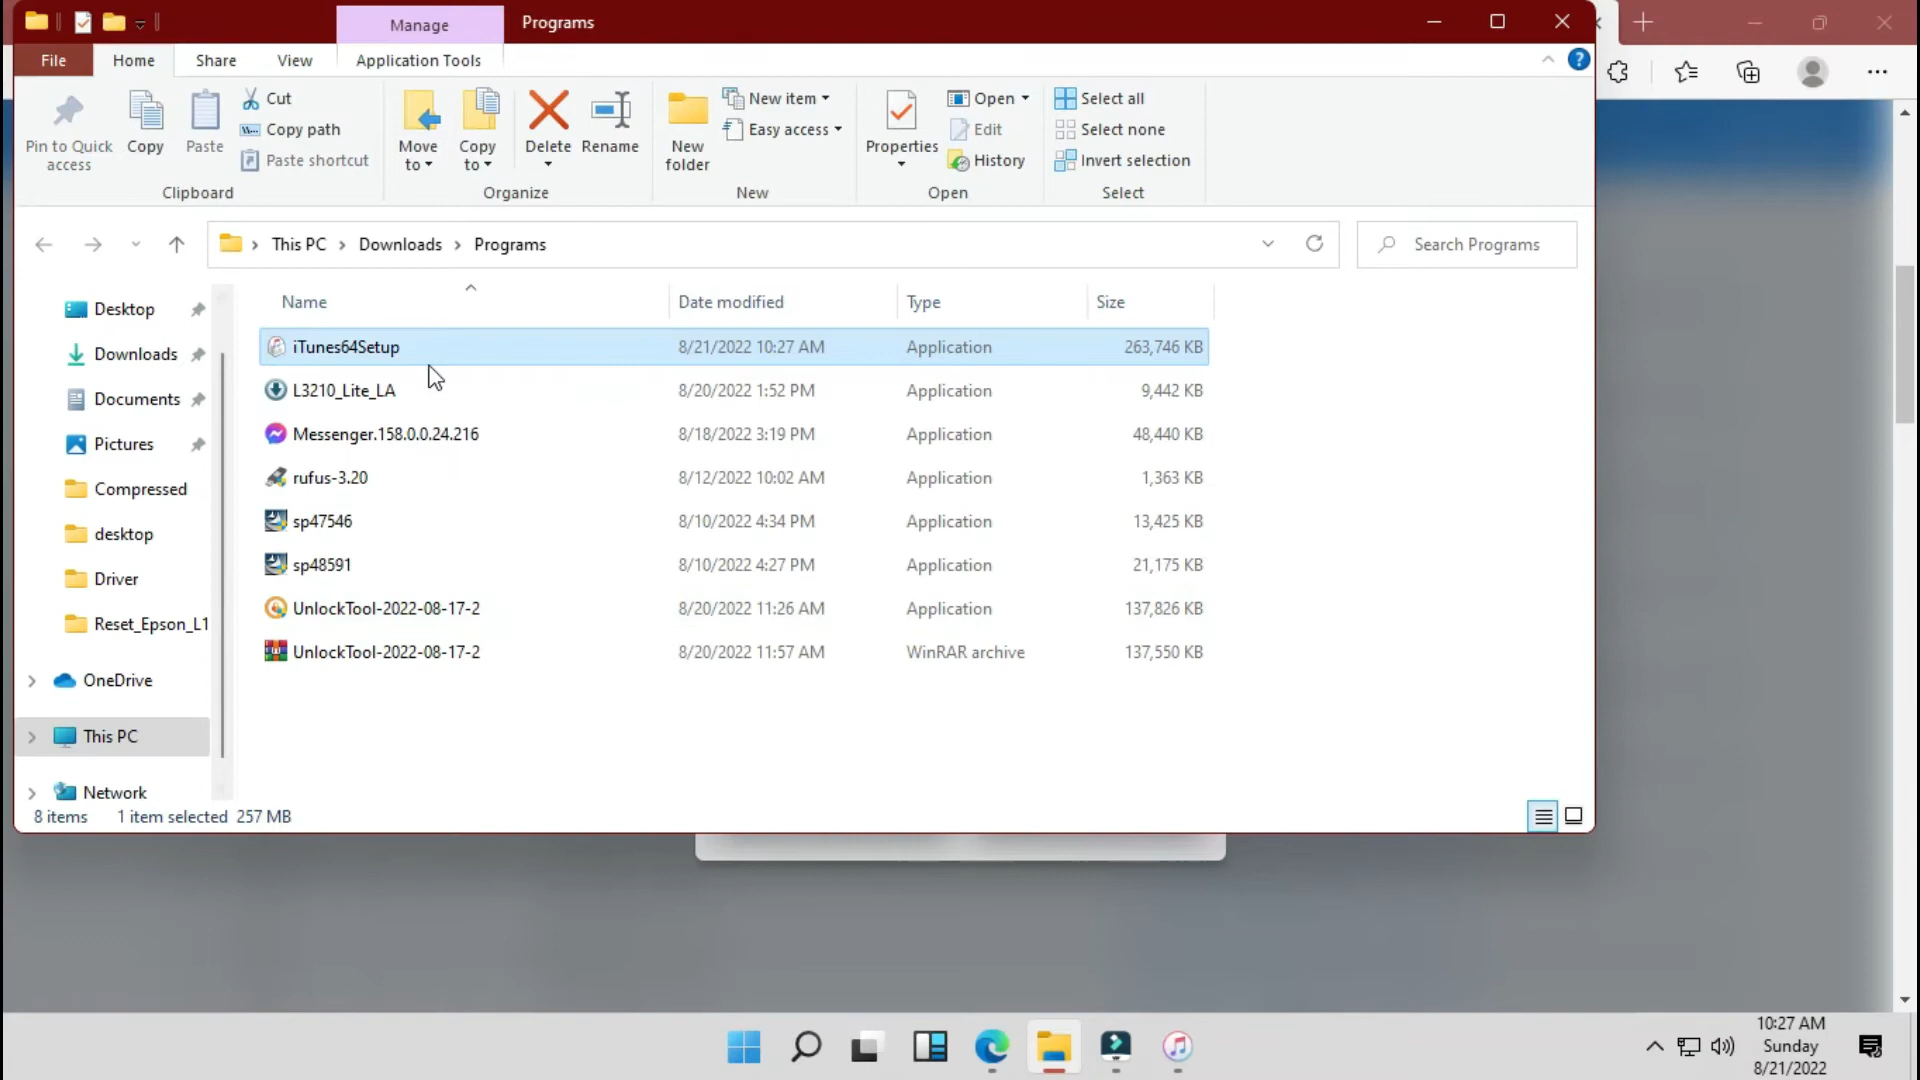 Manage
Programs
File
Home
Share
View
Application Tools
Pin to Quick access
Copy
Paste
Cut
Copy path
Paste shortcut
Clipboard
Move to
Copy to
Delete
Rename
Organize
New folder
New item
Easy access
New
Properties
Open
Edit
History
Open
Select all
Select none
Invert selection
Select
This PC > Downloads > Programs
Search Programs
Desktop
Downloads
Documents
Pictures
Compressed
desktop
Driver
Reset_Epson_L1
OneDrive
This PC
Network
Name Date modified Type Size
iTunes64Setup 8/21/2022 10:27 AM Application 263,746 KB
L3210_Lite_LA 8/20/2022 1:52 PM Application 9,442 KB
Messenger.158.0.0.24.216 8/18/2022 3:19 PM Application 48,440 KB
rufus-3.20 8/12/2022 10:02 AM Application 1,363 KB
sp47546 8/10/2022 4:34 PM Application 13,425 KB
sp48591 8/10/2022 4:27 PM Application 21,175 KB
UnlockTool-2022-08-17-2 8/20/2022 11:26 AM Application 137,826 KB
UnlockTool-2022-08-17-2 8/20/2022 11:57 AM WinRAR archive 137,550 KB
8 items 1 item selected 257 MB
10:27 AM
Sunday
8/21/2022